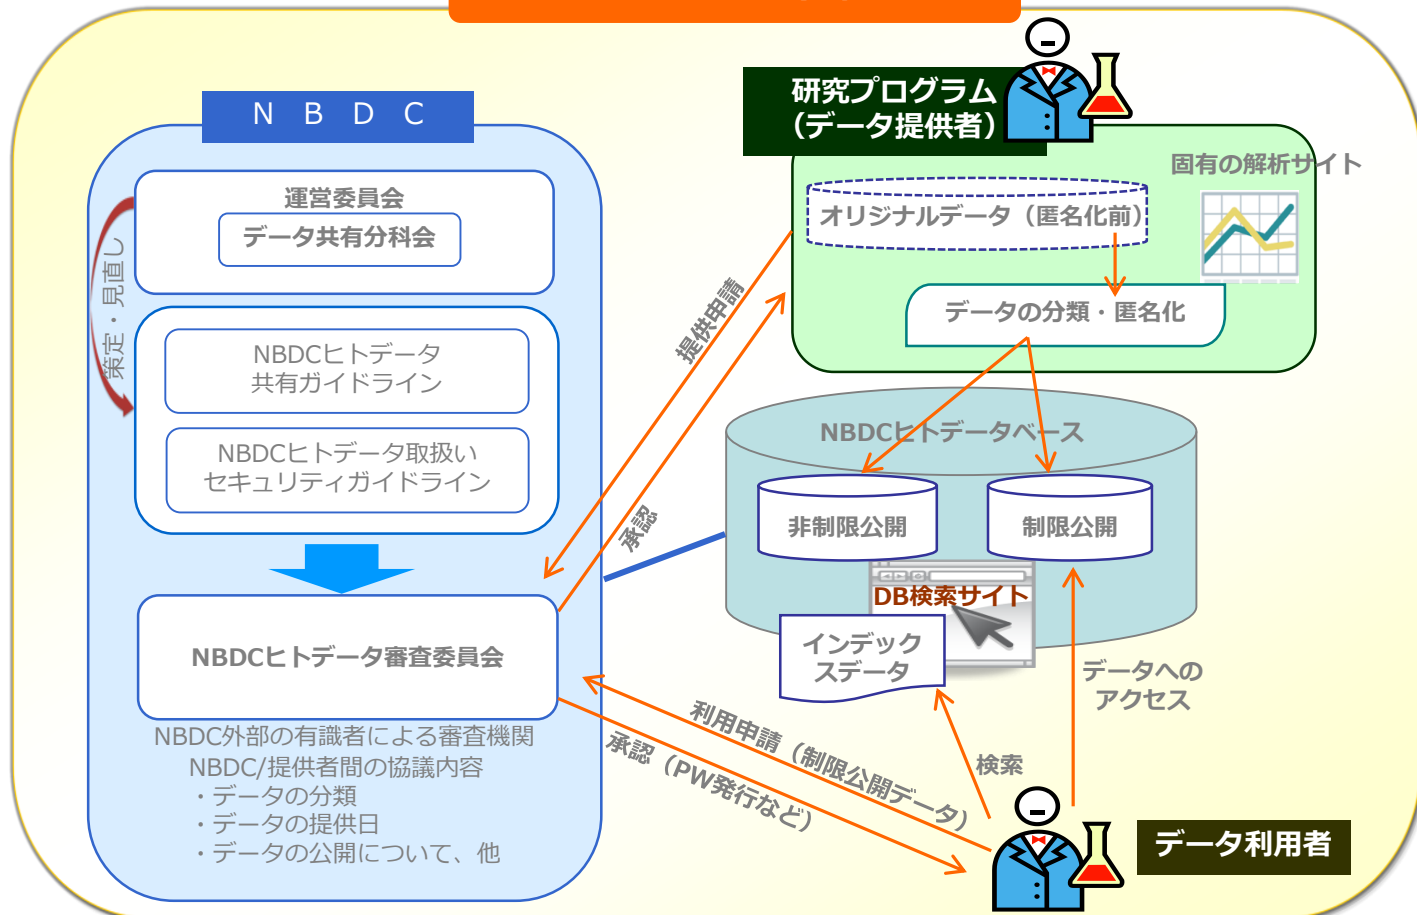 N B D C
運営委員会
データ共有分科会
策定・見直し
NBDCヒトデータ
共有ガイドライン
NBDCヒトデータ取扱い
セキュリティガイドライン
NBDCヒトデータ審査委員会
NBDC外部の有識者による審査機関
NBDC/提供者間の協議内容
・データの分類
・データの提供日
・データの公開について、他
研究プログラム
（データ提供者）
固有の解析サイト
オリジナルデータ（匿名化前）
データの分類・匿名化
提供申請
承認
NBDCヒトデータベース
非制限公開
制限公開
DB検索サイト
インデック
スデータ
データへの
アクセス
利用申請（制限公開データ）
承認（PW発行など）
検索
データ利用者